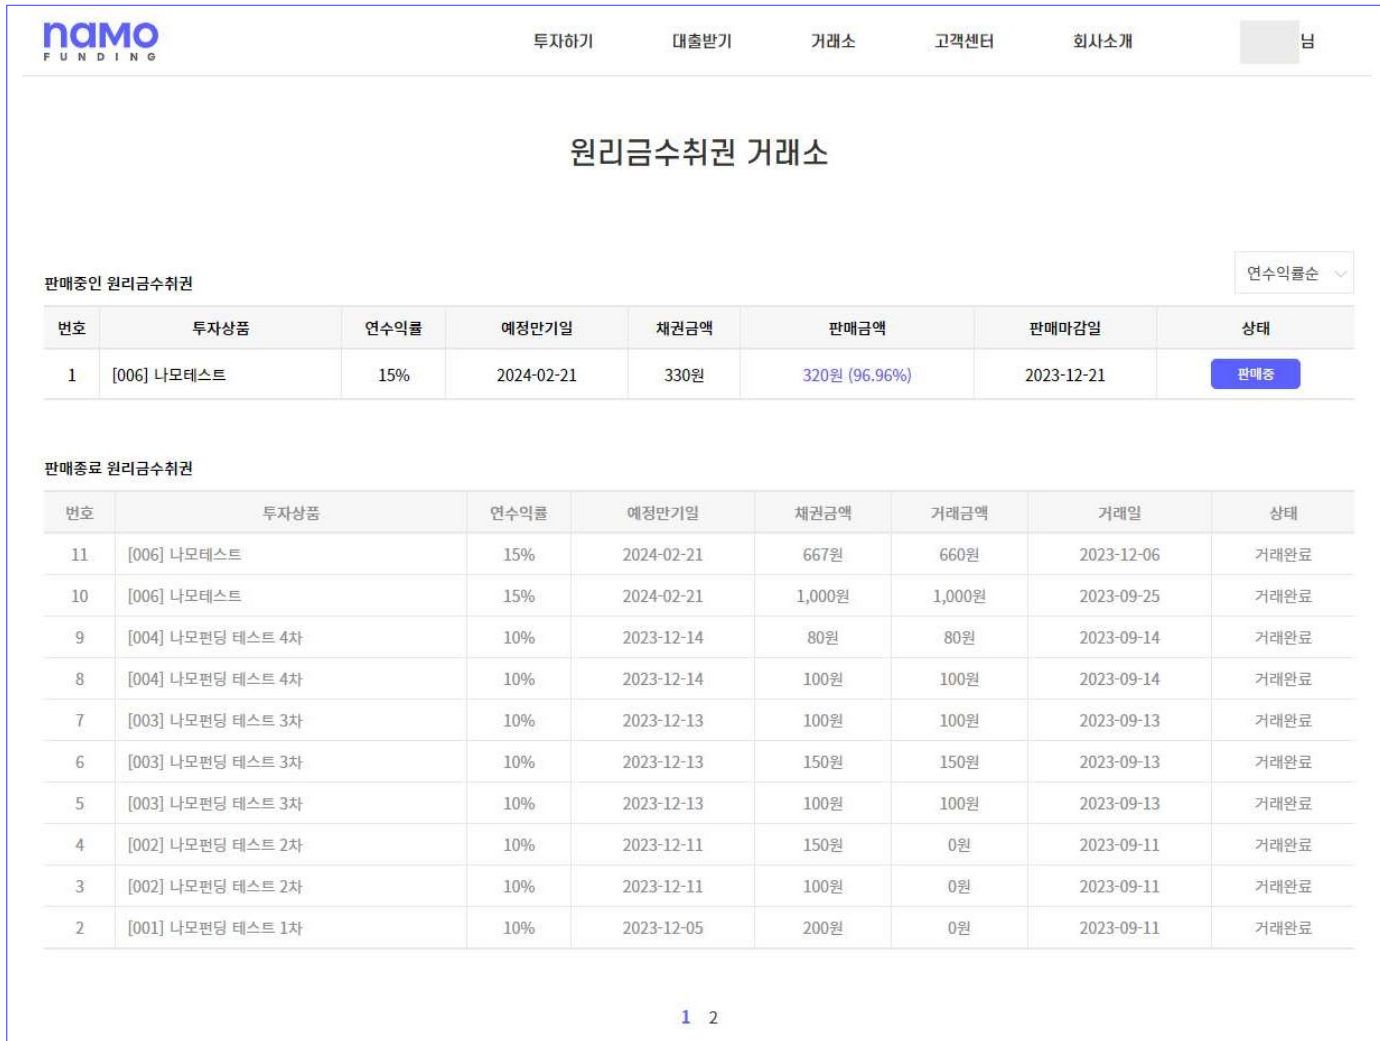 naMO
FUNDING
투자하기 대출받기 거래소 고객센터 회사소개 님
원리금수취권 거래소
연수익률순
판매중인 원리금수취권
번호 투자상품 연수익률 예정만기일 채권금액 판매금액 판매마감일 상태
1 [006] 나모테스트 15% 2024-02-21 330원 320원 (96.96%) 2023-12-21 판매중
판매종료 원리금수취권
번호 투자상품 연수익률 예정만기일 채권금액 거래금액 거래일 상태
11 [006] 나모테스트 15% 2024-02-21 667원 660원 2023-12-06 거래완료
10 [006] 나모테스트 15% 2024-02-21 1,000원 1,000원 2023-09-25 거래완료
9 [004] 나모펀딩 테스트 4차 10% 2023-12-14 80원 80원 2023-09-14 거래완료
8 [004] 나모펀딩 테스트 4차 10% 2023-12-14 100원 100원 2023-09-14 거래완료
7 [003] 나모펀딩 테스트 3차 10% 2023-12-13 100원 100원 2023-09-13 거래완료
6 [003] 나모펀딩 테스트 3차 10% 2023-12-13 150원 150원 2023-09-13 거래완료
5 [003] 나모펀딩 테스트 3차 10% 2023-12-13 100원 100원 2023-09-13 거래완료
4 [002] 나모펀딩 테스트 2차 10% 2023-12-11 150원 0원 2023-09-11 거래완료
3 [002] 나모펀딩 테스트 2차 10% 2023-12-11 100원 0원 2023-09-11 거래완료
2 [001] 나모펀딩 테스트 1차 10% 2023-12-05 200원 0원 2023-09-11 거래완료
1 2